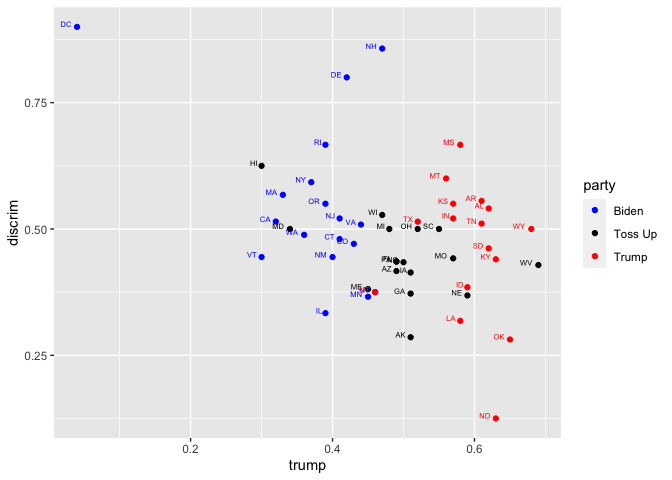 DC
NH
DE
0.75
RI
MS
HI
MT
NY
MA
OR
KS
AR
AL
WI
NJ
CA
VA
TX
IN
TN
MD
WA
MI
OH
SC
WY
0.50
CT
CO
SD
VT
NM
MO
KY
WV
AZ
IA
ME
MN
GA
ID
NE
IL
LA
AK
OK
0.25
ND
0.2
0.4
0.6
trump
discrim
party
Biden
Toss Up
Trump